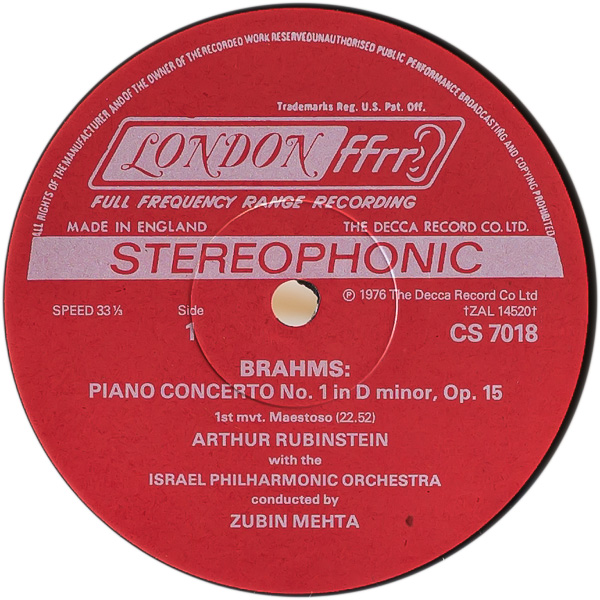 ALL RIGHTS OF THE MANUFACTURER AND OF THE OWNER OF THE RECORDED WORK RESERVED UNAUTHORISED PUBLIC PERFORMANCE BROADCASTING AND COPYING PROHIBITED
Trademarks Reg. U.S. Pat. Off.
LONDON ffrr
FULL FREQUENCY RANGE RECORDING
MADE IN ENGLAND THE DECCA RECORD CO. LTD.
STEREOPHONIC
℗ 1976 The Decca Record Co Ltd
SPEED 33⅓ Side †ZAL 14520†
1 CS 7018
BRAHMS:
PIANO CONCERTO No. 1 in D minor, Op. 15
1st mvt. Maestoso (22.52)
ARTHUR RUBINSTEIN
with the
ISRAEL PHILHARMONIC ORCHESTRA
conducted by
ZUBIN MEHTA